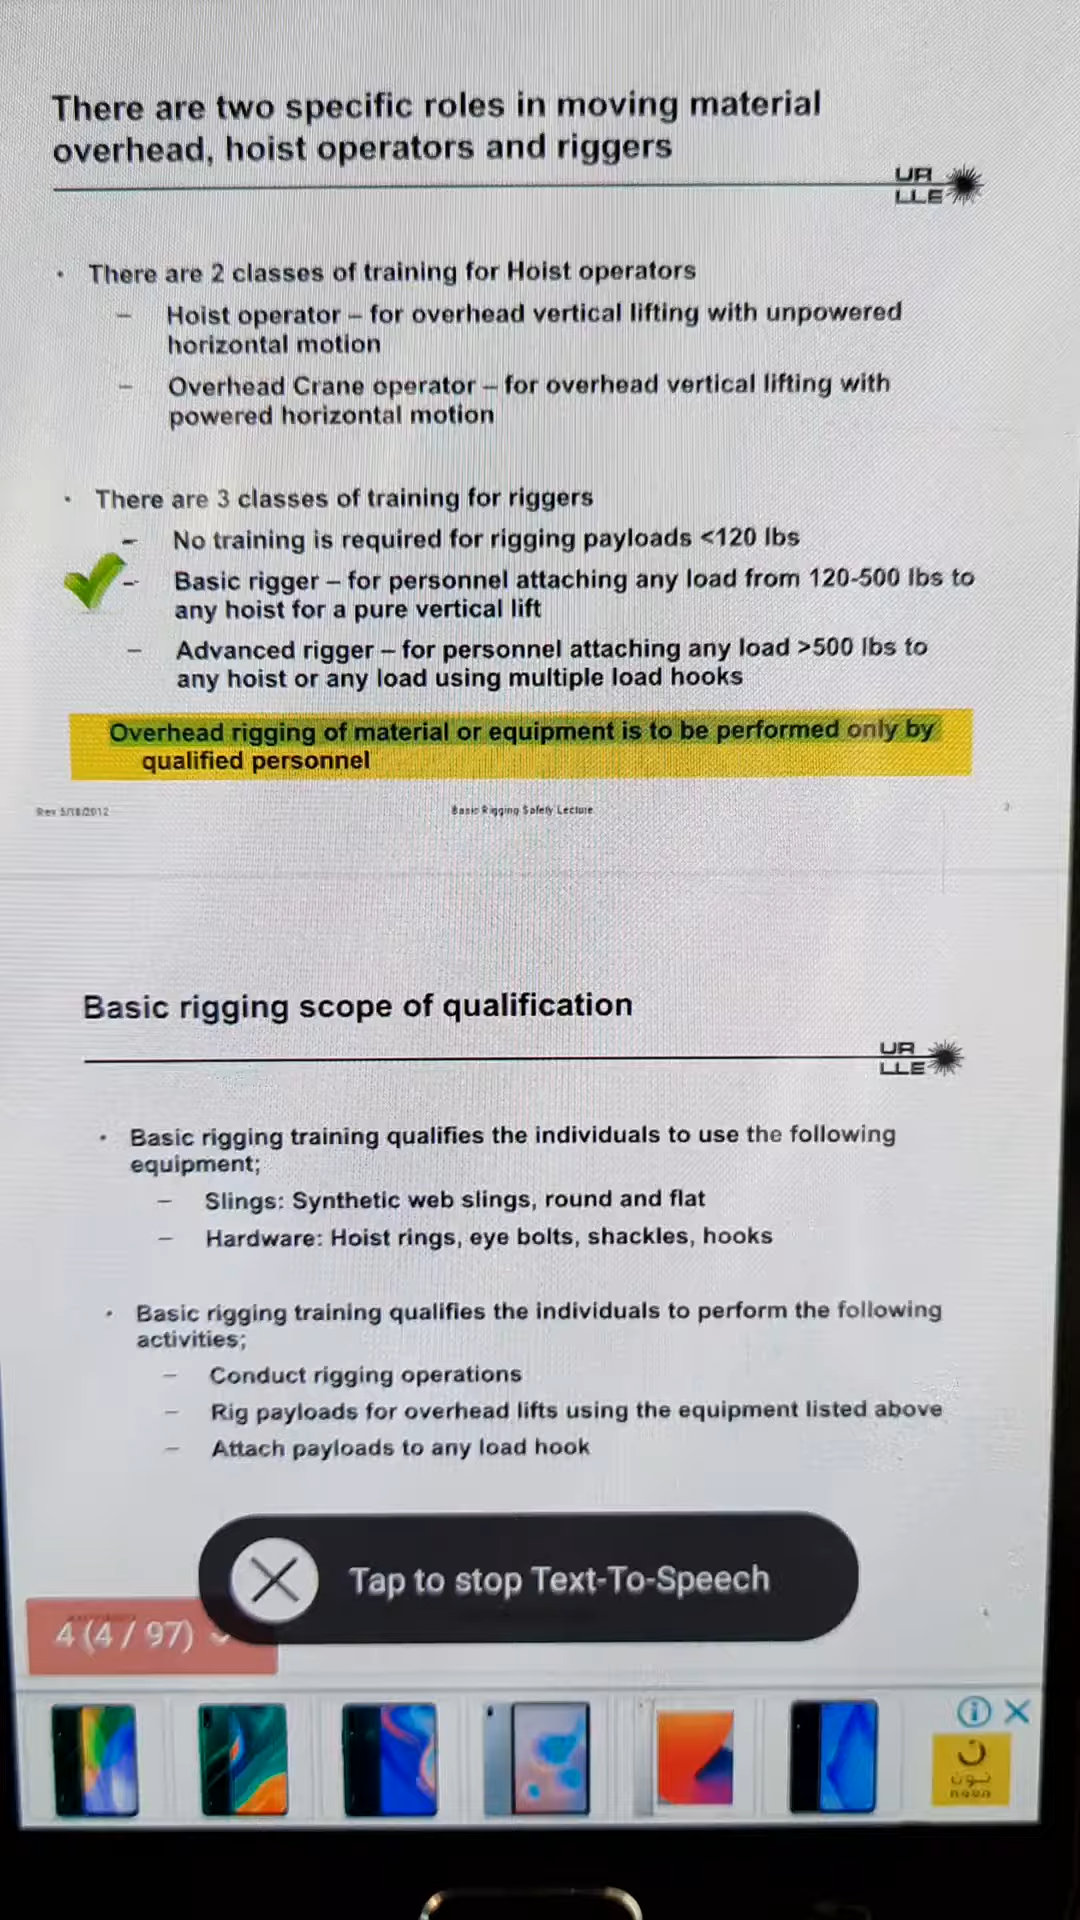 There are two specific roles in moving material
overhead, hoist operators and riggers
UR
LLE
• There are 2 classes of training for Hoist operators
– Hoist operator – for overhead vertical lifting with unpowered
horizontal motion
– Overhead Crane operator – for overhead vertical lifting with
powered horizontal motion
• There are 3 classes of training for riggers
– No training is required for rigging payloads <120 lbs
– Basic rigger – for personnel attaching any load from 120-500 lbs to
any hoist for a pure vertical lift
– Advanced rigger – for personnel attaching any load >500 lbs to
any hoist or any load using multiple load hooks
Overhead rigging of material or equipment is to be performed only by
qualified personnel
Rev 5/18/2012
Basic Rigging Safety Lecture
Basic rigging scope of qualification
UR
LLE
• Basic rigging training qualifies the individuals to use the following
equipment;
– Slings: Synthetic web slings, round and flat
– Hardware: Hoist rings, eye bolts, shackles, hooks
• Basic rigging training qualifies the individuals to perform the following
activities;
– Conduct rigging operations
– Rig payloads for overhead lifts using the equipment listed above
– Attach payloads to any load hook
Tap to stop Text-To-Speech
4 (4 / 97)
نون
noon